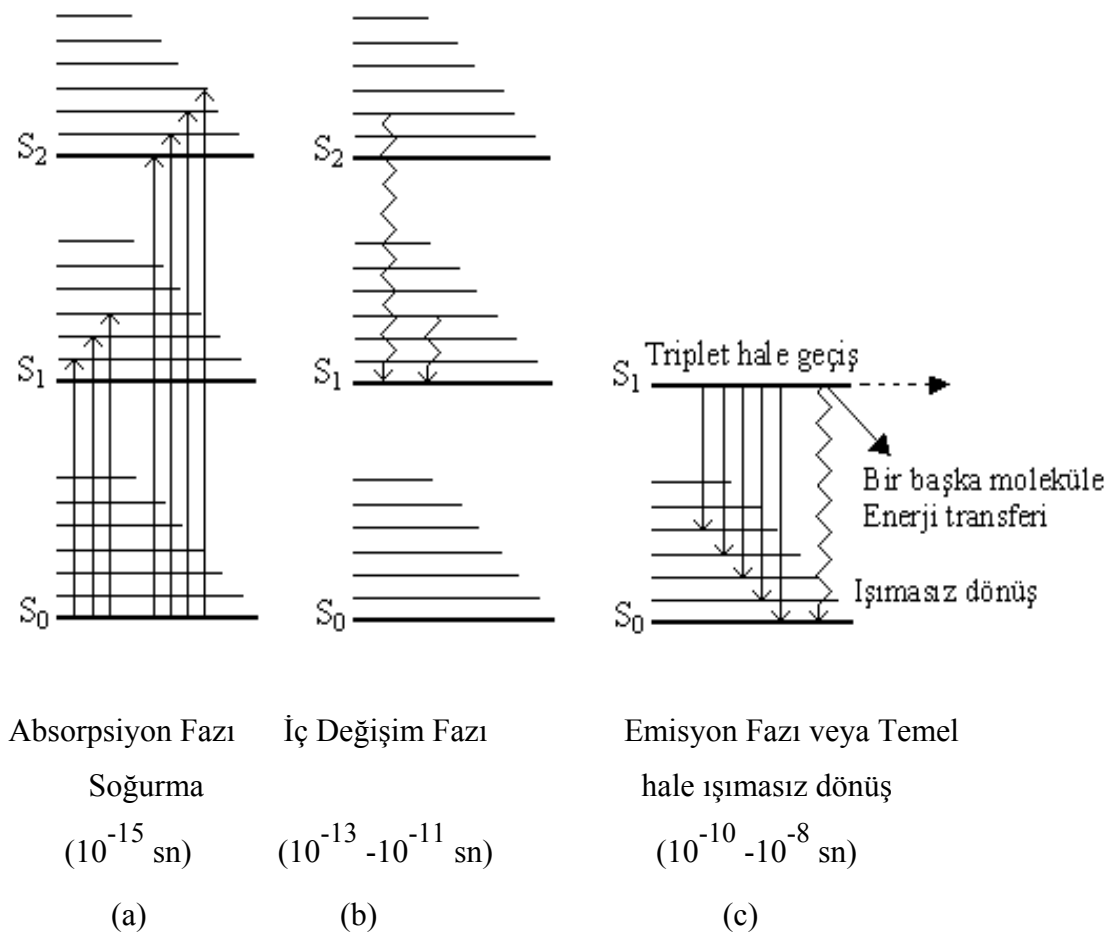 S2
S1
S0
S2
S1
S0
Triplet hale geçiş
S1
Bir başka moleküle
Enerji transferi
Işımasız dönüş
S0
Absorpsiyon Fazı
Soğurma
(10-15 sn)
(a)
İç Değişim Fazı
(10-13 -10-11 sn)
(b)
Emisyon Fazı veya Temel
hale ışımasız dönüş
(10-10 -10-8 sn)
(c)